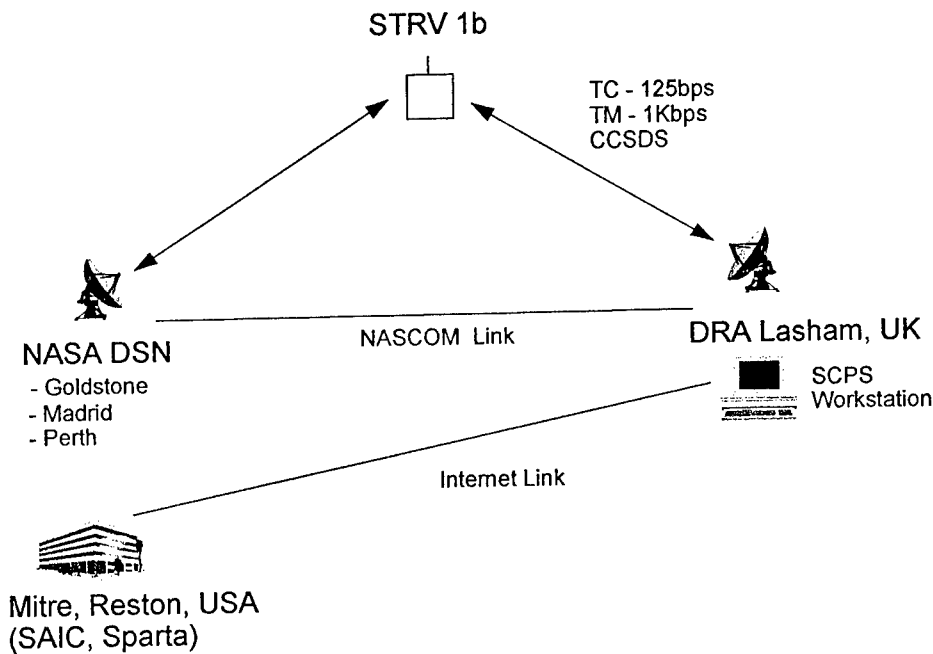 STRV 1b
TC - 125bps
TM - 1Kbps
CCSDS
NASCOM Link
NASA DSN
- Goldstone
- Madrid
- Perth
DRA Lasham, UK
SCPS
Workstation
Internet Link
Mitre, Reston, USA
(SAIC, Sparta)